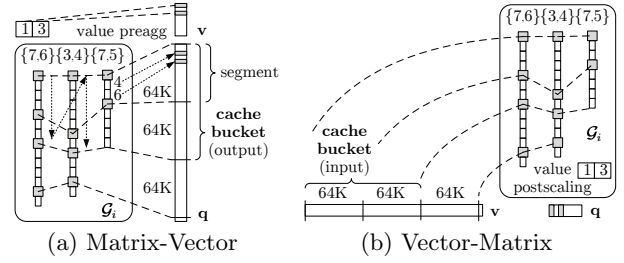 1 3
value preagg
v
{7,6}{3,4}{7,5}
4
6
64K
64K
64K
segment
cache
bucket
(output)
𝒢i
q
(a) Matrix-Vector
{7,6}{3,4}{7,5}
cache
bucket
(input)
64K 64K 64K
v
𝒢i
value 1 3
postscaling
q
(b) Vector-Matrix